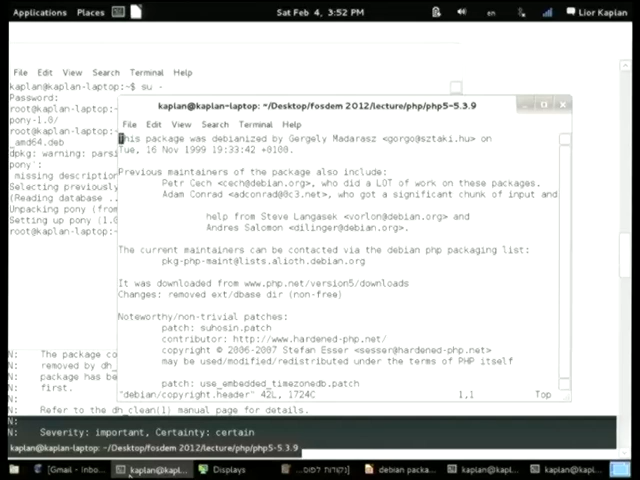 Applications Places Sat Feb 4, 3:52 PM en Lior Kaplan
File Edit View Search Terminal Help
kaplan@kaplan-laptop:~$ su -
Password:
kaplan@kaplan-laptop:
pony-1.0/
root@kaplan-laptop:
_amd64.deb
dpkg: warning: parsi
pony':
missing description
Selecting previously
(Reading database ..
Unpacking pony (from
Setting up pony (1.0
root@kaplan-laptop:
kaplan@kaplan-laptop: ~/Desktop/fosdem 2012/lecture/php/php5-5.3.9
File Edit View Search Terminal Help
This package was debianized by Gergely Madarasz <gorgo@sztaki.hu> on
Tue, 16 Nov 1999 19:33:42 +0100.
Previous maintainers of the package also include:
Petr Cech <cech@debian.org>, who did a LOT of work on these packages.
Adam Conrad <adconrad@0c3.net>, who got a significant chunk of input and
help from Steve Langasek <vorlon@debian.org> and
Andres Salomon <dilinger@debian.org>.
The current maintainers can be contacted via the debian php packaging list:
pkg-php-maint@lists.alioth.debian.org
It was downloaded from www.php.net/version5/downloads
Changes: removed ext/dbase dir (non-free)
Noteworthy/non-trivial patches:
patch: suhosin.patch
contributor: http://www.hardened-php.net/
copyright © 2006-2007 Stefan Esser <sesser@hardened-php.net>
may be used/modified/redistributed under the terms of PHP itself
patch: use_embedded_timezonedb.patch
"debian/copyright.header" 42L, 1724C 1,1 Top
N: The package co
N: removed by dh_
N: package has be
N: first.
N:
N: Refer to the dh_clean(1) manual page for details.
N:
N: Severity: important, Certainty: certain
kaplan@kaplan-laptop: ~/Desktop/fosdem 2012/lecture/php/php5-5.3.9
[Gmail - Inbo... kaplan@kapl... Displays debian packa... kaplan@kapl... kaplan@kapl...